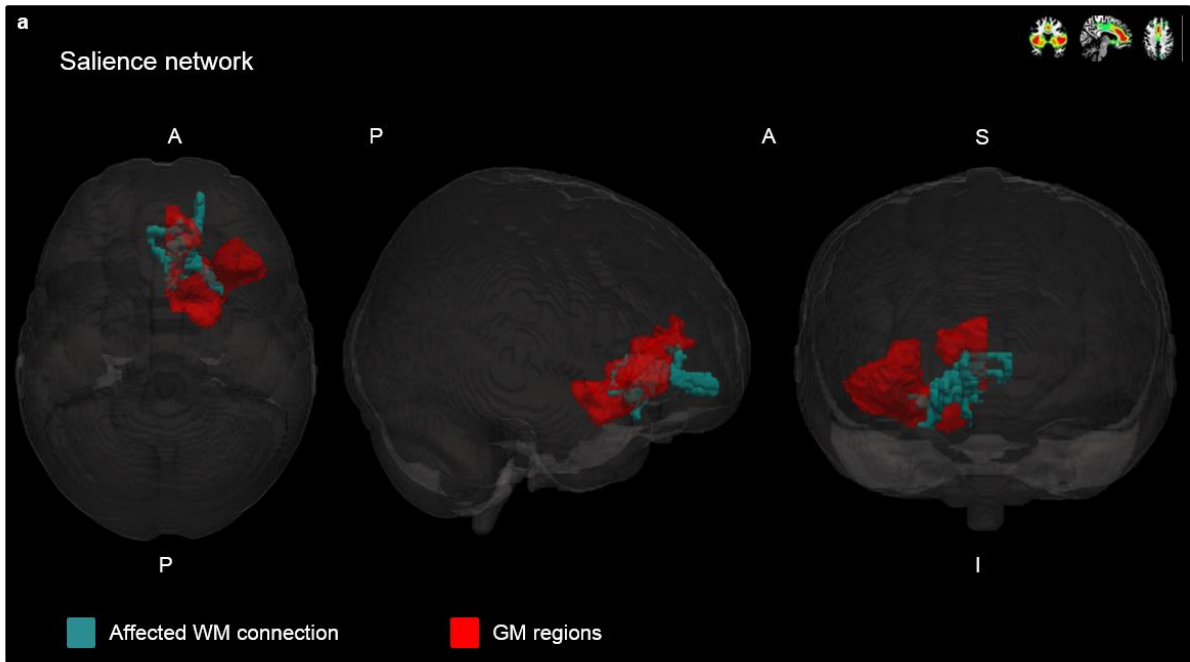 a
Salience network
A
P
A
S
P
I
Affected WM connection
GM regions